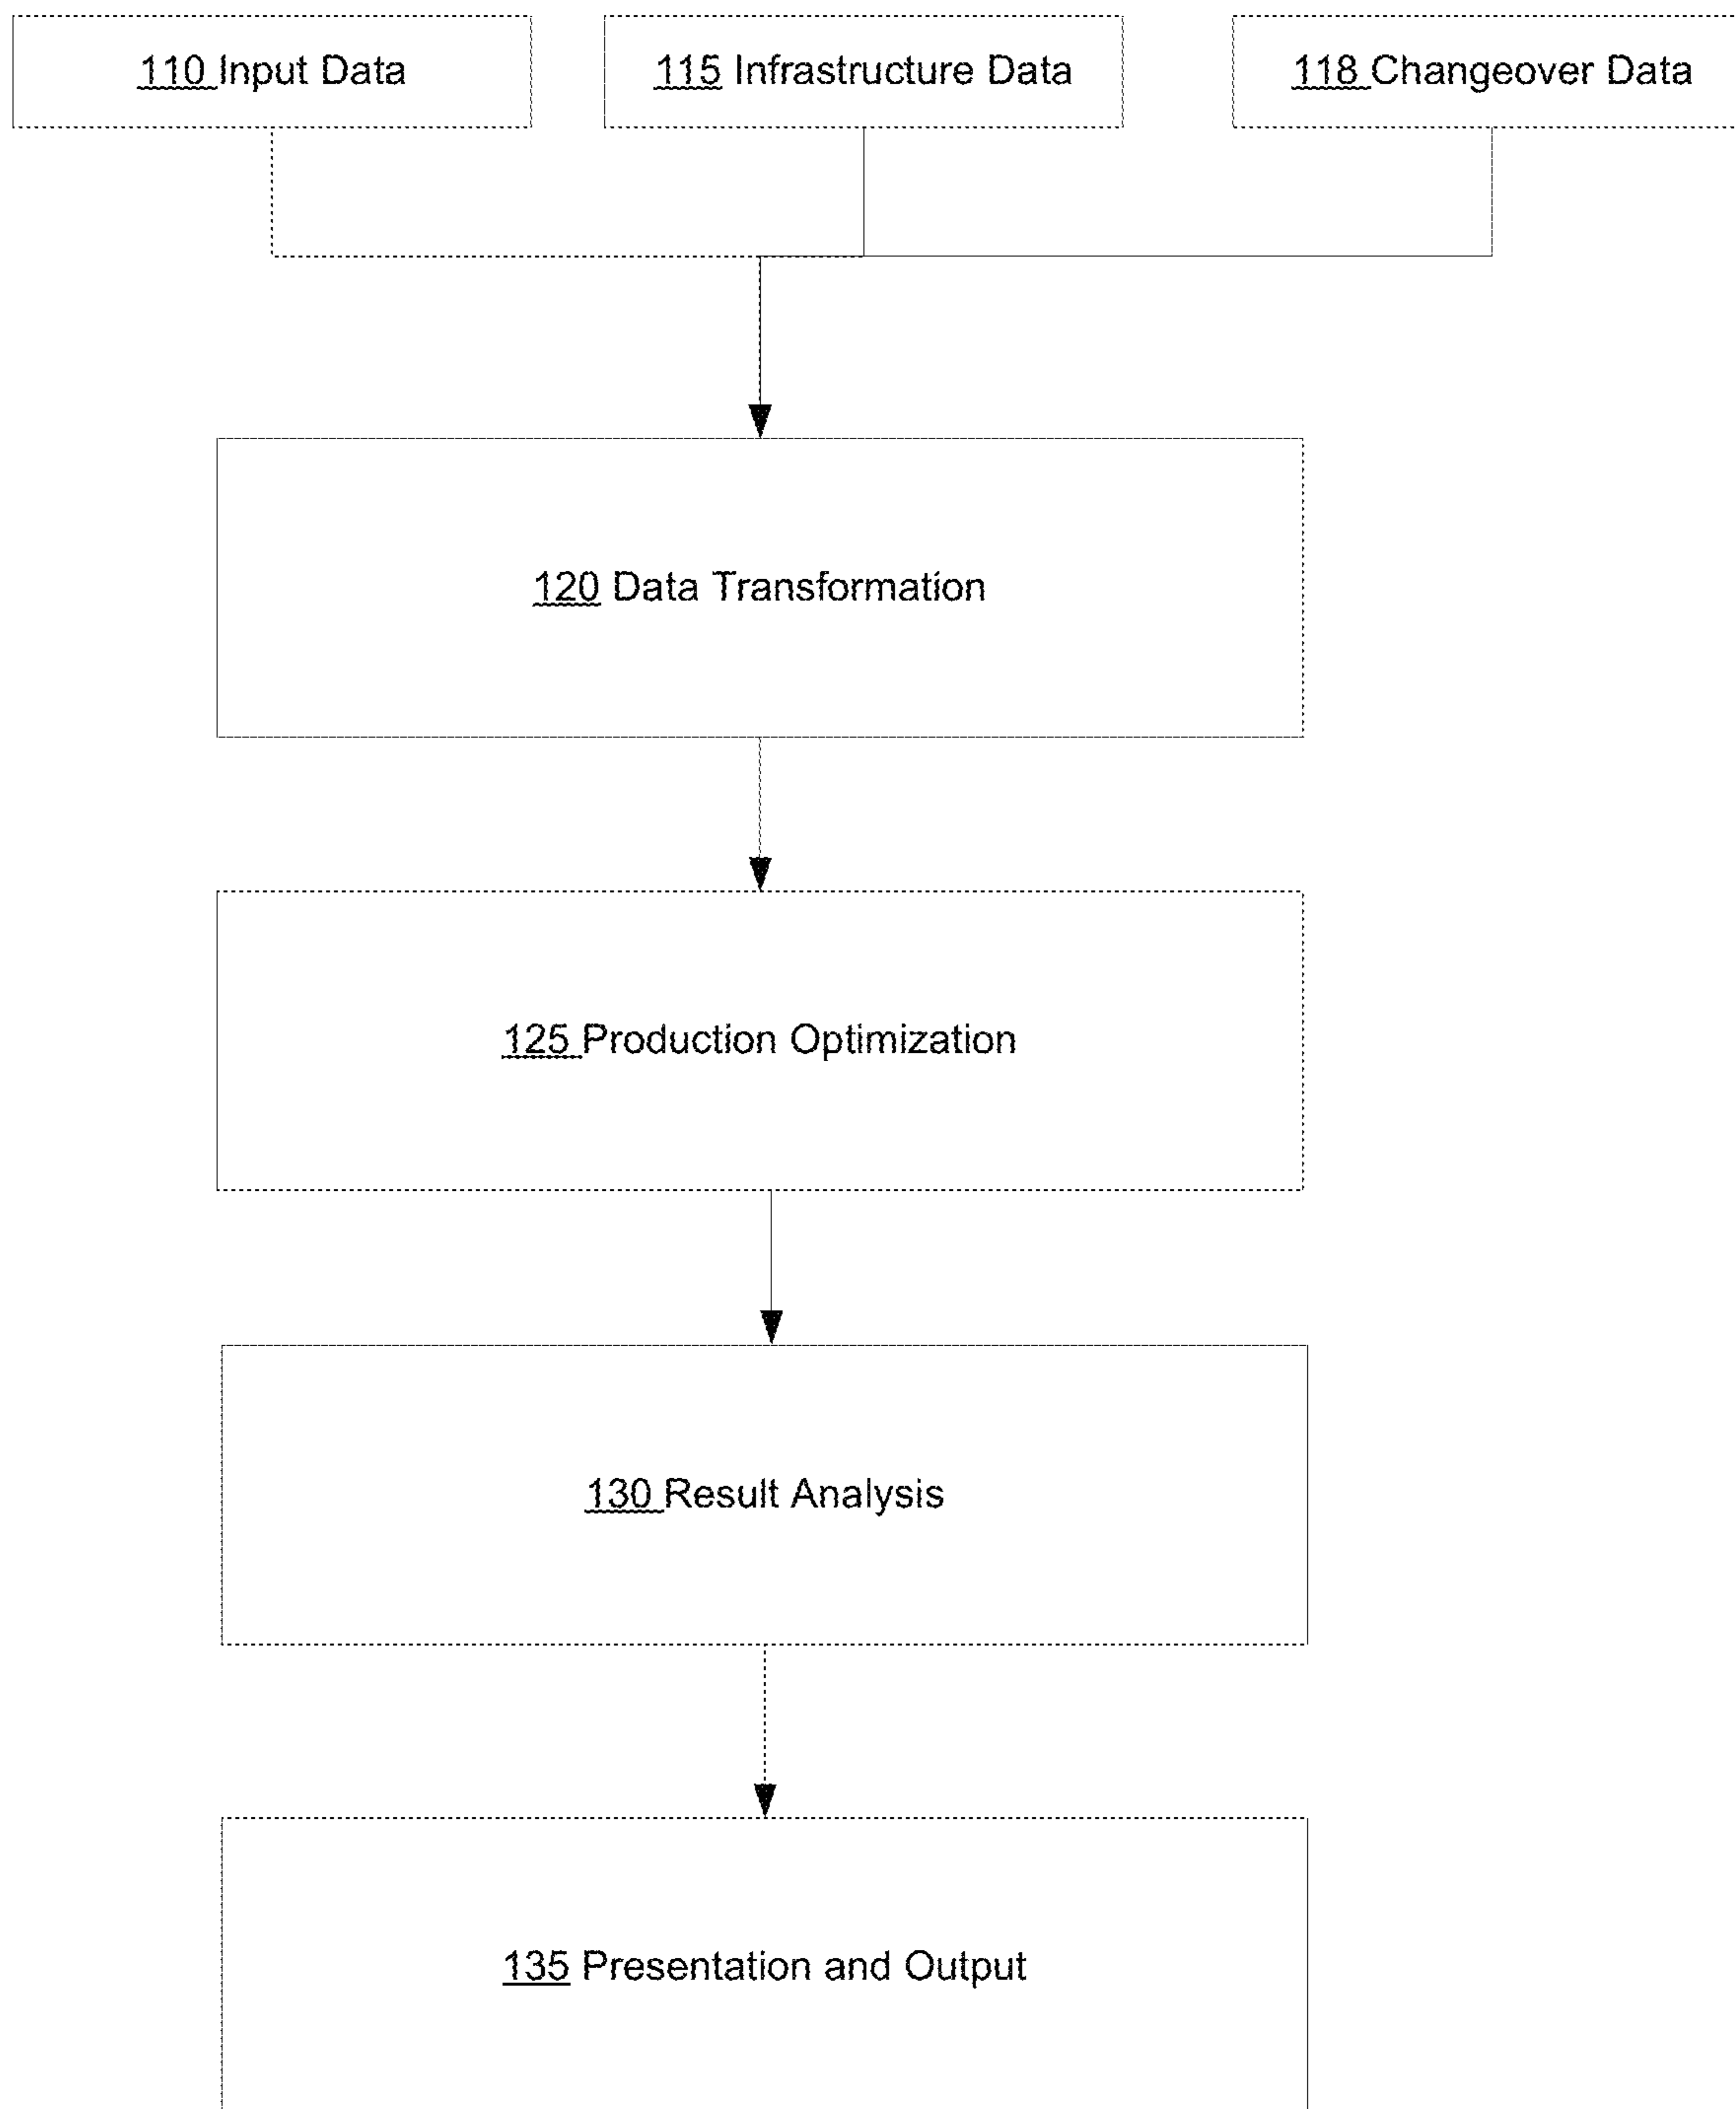 110 Input Data
115 Infrastructure Data
118 Changeover Data
120 Data Transformation
125 Production Optimization
130 Result Analysis
135 Presentation and Output